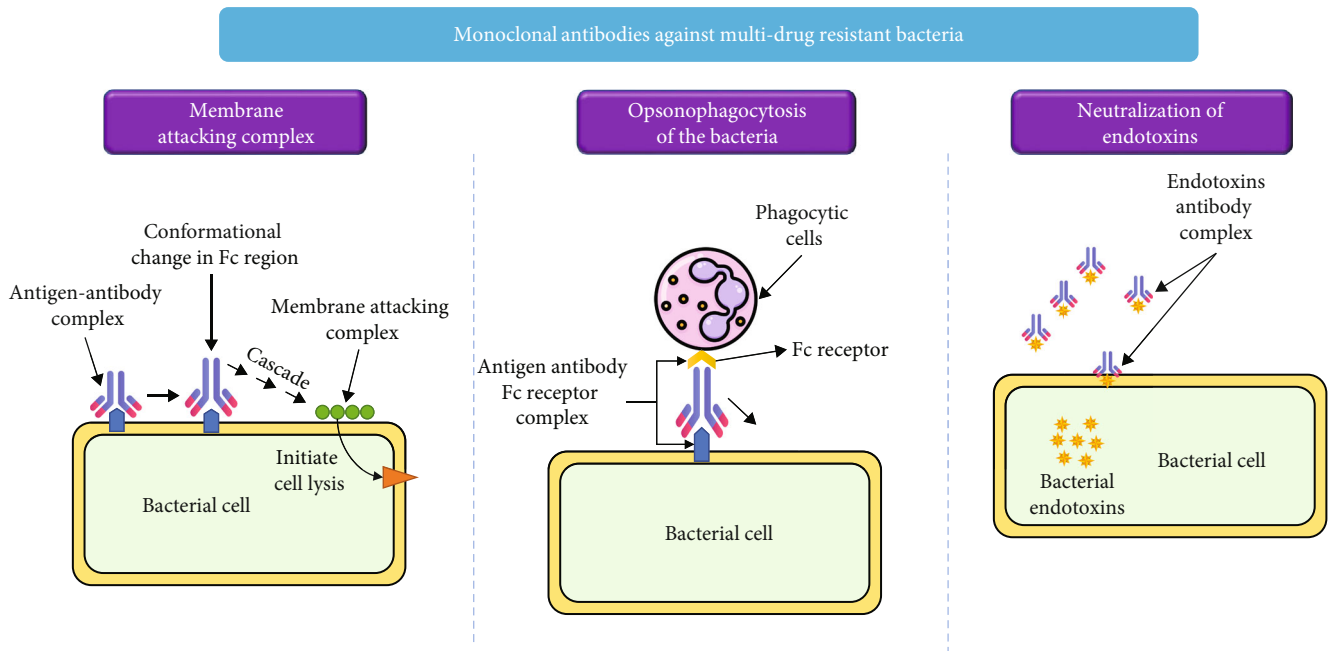 Monoclonal antibodies against multi-drug resistant bacteria
Membrane
attacking complex
Conformational
change in Fc region
Antigen-antibody
complex
Membrane attacking
complex
Cascade
Initiate
cell lysis
Bacterial cell
Opsonophagocytosis
of the bacteria
Phagocytic
cells
Fc receptor
Antigen antibody
Fc receptor
complex
Bacterial cell
Neutralization of
endotoxins
Endotoxins
antibody
complex
Bacterial cell
Bacterial
endotoxins